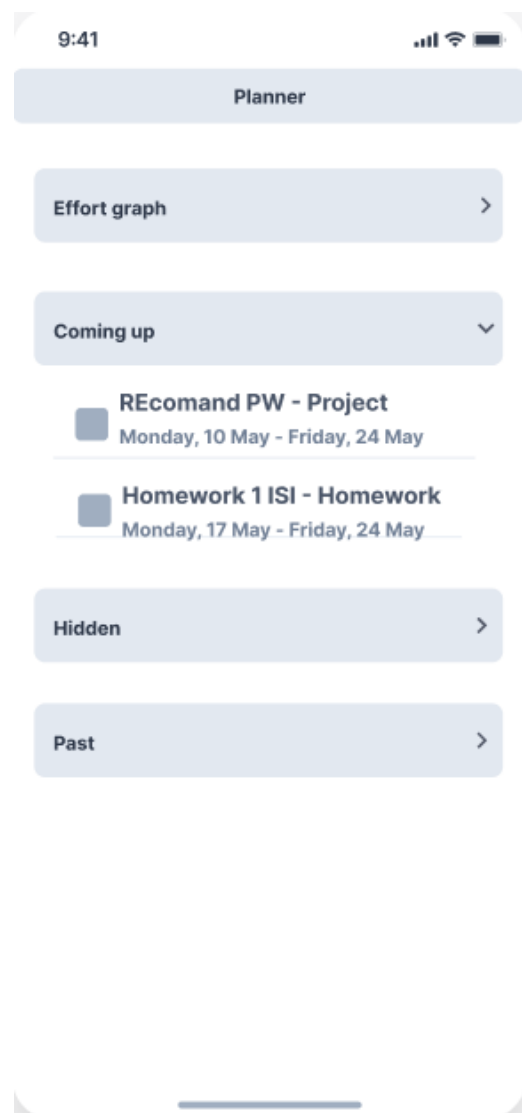 9:41
Planner
Effort graph
Coming up
REcomand PW - Project
Monday, 10 May - Friday, 24 May
Homework 1 ISI - Homework
Monday, 17 May - Friday, 24 May
Hidden
Past